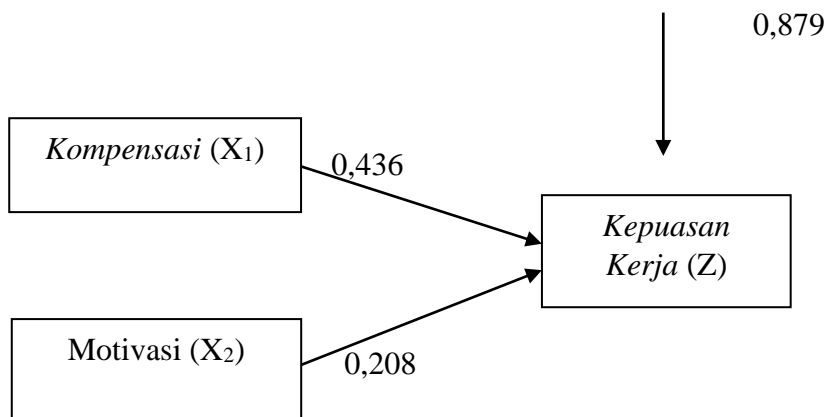 0,879
Kompensasi (X₁)
0,436
Kepuasan
Kerja (Z)
Motivasi (X₂)
0,208